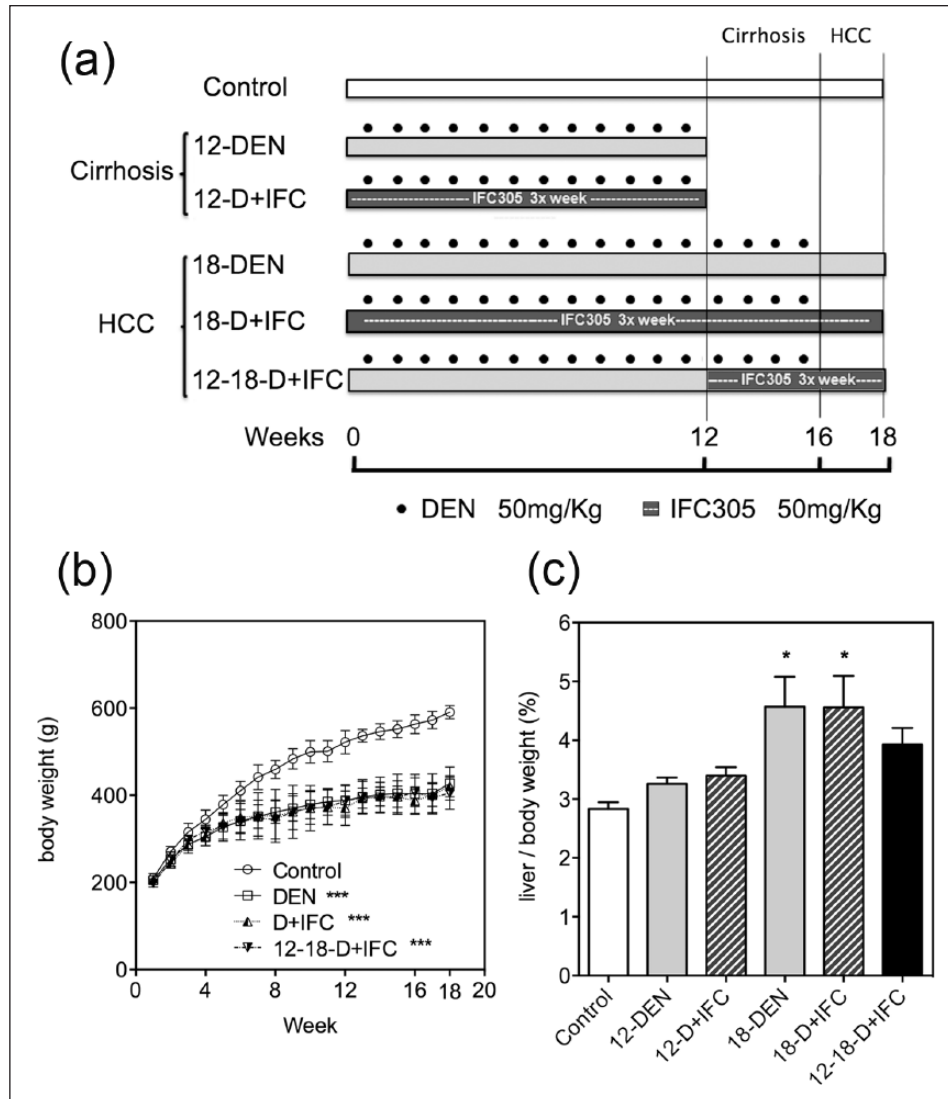 (a)
Cirrhosis HCC
Control
Cirrhosis
12-DEN
12-D+IFC
IFC305 3x week
HCC
18-DEN
18-D+IFC
IFC305 3x week
12-18-D+IFC
IFC305 3x week
Weeks 0 12 16 18
• DEN 50mg/Kg IFC305 50mg/Kg
(b)
body weight (g)
800
600
400
200
0
Control
DEN ***
D+IFC ***
12-18-D+IFC ***
0 4 8 12 16 18 20
Week
(c)
liver / body weight (%)
6
5
4
3
2
1
0
* *
Control
12-DEN
12-D+IFC
18-DEN
18-D+IFC
12-18-D+IFC